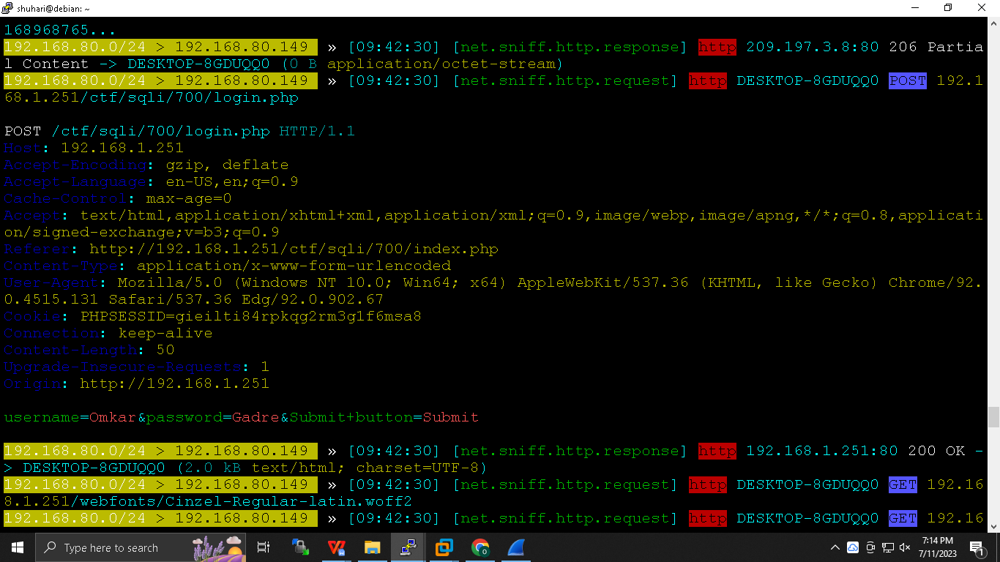 shuhari@debian: ~
168968765...
192.168.80.0/24 > 192.168.80.149 » [09:42:30] [net.sniff.http.response] http 209.197.3.8:80 206 Partia
l Content -> DESKTOP-8GDUQQ0 (0 B application/octet-stream)
192.168.80.0/24 > 192.168.80.149 » [09:42:30] [net.sniff.http.request] http DESKTOP-8GDUQQ0 POST 192.1
68.1.251/ctf/sqli/700/login.php
POST /ctf/sqli/700/login.php HTTP/1.1
Host: 192.168.1.251
Accept-Encoding: gzip, deflate
Accept-Language: en-US,en;q=0.9
Cache-Control: max-age=0
Accept: text/html,application/xhtml+xml,application/xml;q=0.9,image/webp,image/apng,*/*;q=0.8,applicati
on/signed-exchange;v=b3;q=0.9
Referer: http://192.168.1.251/ctf/sqli/700/index.php
Content-Type: application/x-www-form-urlencoded
User-Agent: Mozilla/5.0 (Windows NT 10.0; Win64; x64) AppleWebKit/537.36 (KHTML, like Gecko) Chrome/92.
0.4515.131 Safari/537.36 Edg/92.0.902.67
Cookie: PHPSESSID=gieilti84rpkqg2rm3g1f6msa8
Connection: keep-alive
Content-Length: 50
Upgrade-Insecure-Requests: 1
Origin: http://192.168.1.251
username=Omkar&password=Gadre&Submit+button=Submit
192.168.80.0/24 > 192.168.80.149 » [09:42:30] [net.sniff.http.response] http 192.168.1.251:80 200 OK -
> DESKTOP-8GDUQQ0 (2.0 kB text/html; charset=UTF-8)
192.168.80.0/24 > 192.168.80.149 » [09:42:30] [net.sniff.http.request] http DESKTOP-8GDUQQ0 GET 192.16
8.1.251/webfonts/Cinzel-Regular-latin.woff2
192.168.80.0/24 > 192.168.80.149 » [09:42:30] [net.sniff.http.request] http DESKTOP-8GDUQQ0 GET 192.16
Type here to search
7:14 PM
7/11/2023
1